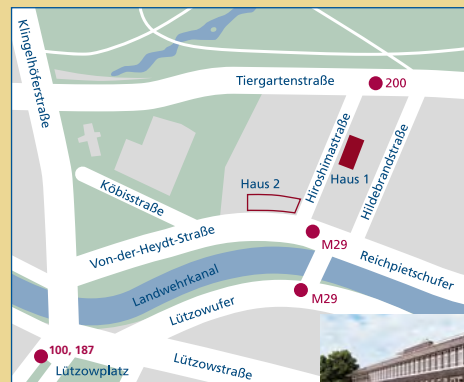 Klingelhöferstraße
Tiergartenstraße
200
Hiroshimastraße
Haus 1
Hildebrandstraße
Haus 2
Köbisstraße
Von-der-Heydt-Straße
M29
Reichpietschufer
Landwehrkanal
M29
Lützowufer
100, 187
Lützowplatz
Lützowstraße